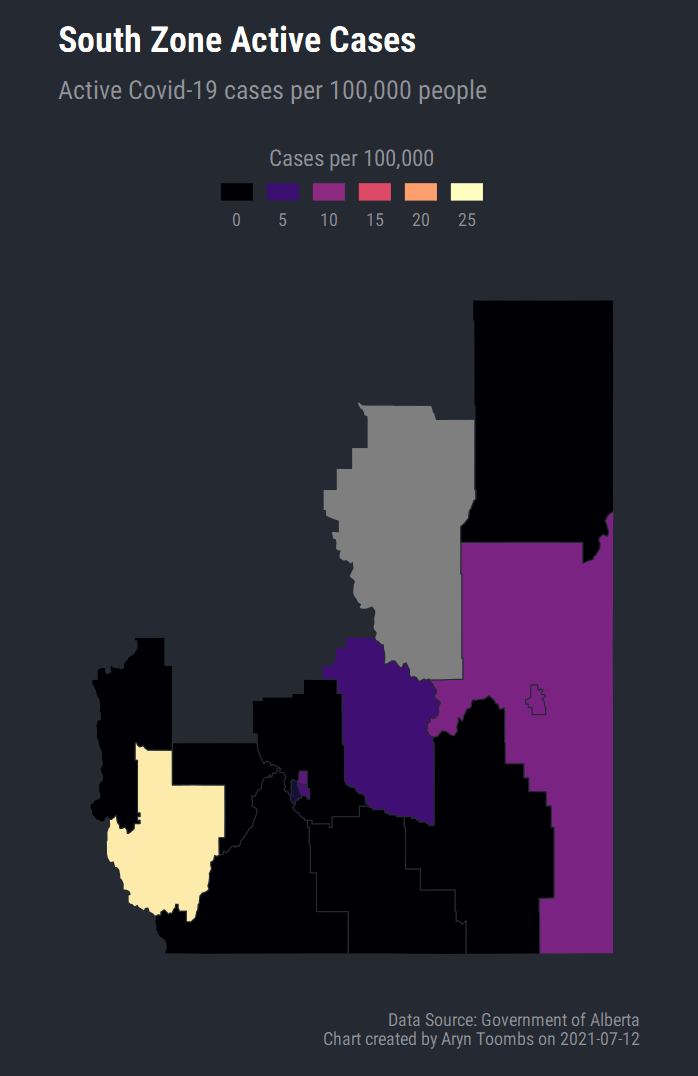 South Zone Active Cases
Active Covid-19 cases per 100,000 people
Cases per 100,000
0 5 10 15 20 25
Data Source: Government of Alberta
Chart created by Aryn Toombs on 2021-07-12